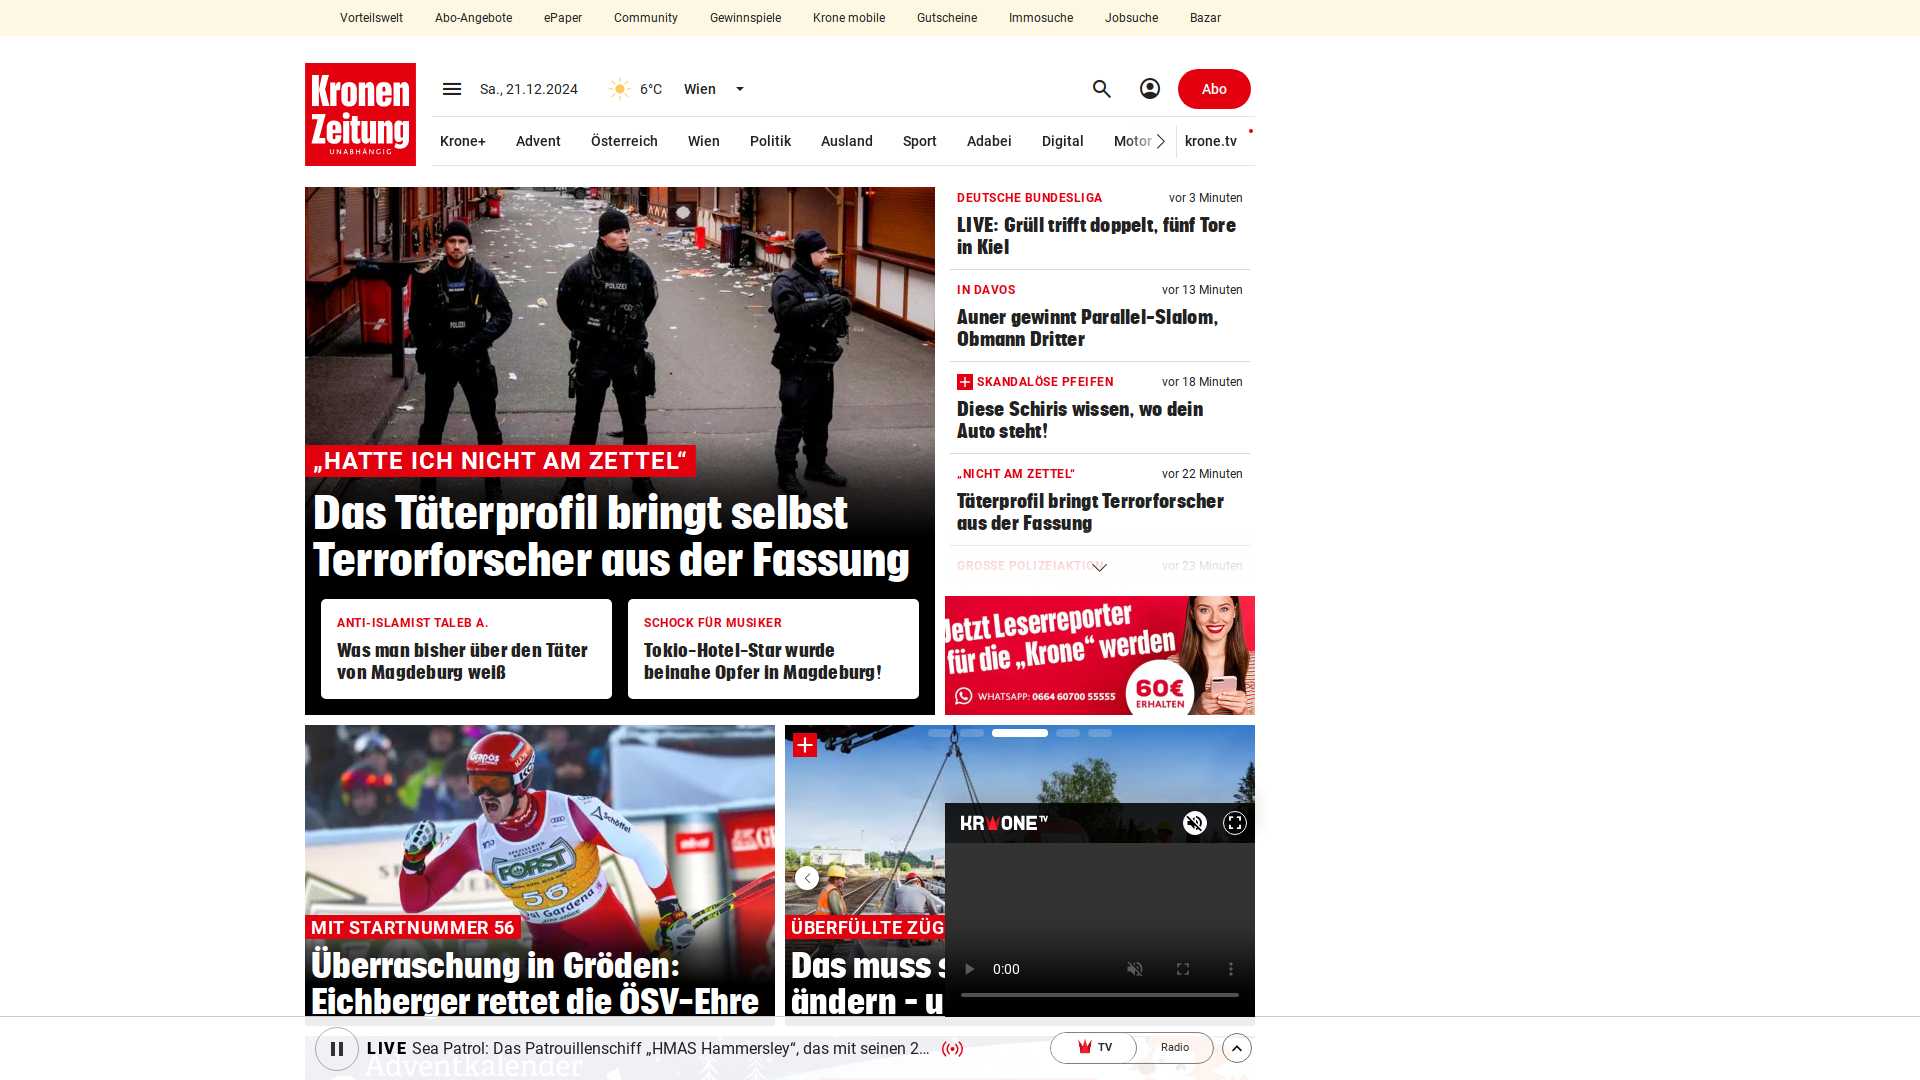 Vorteilswelt Abo-Angebote ePaper Community Gewinnspiele Krone mobile Gutscheine Immosuche Jobsuche Bazar
Kronen
Zeitung
UNABHÄNGIG
Sa., 21.12.2024 6°C Wien Abo
Krone+ Advent Österreich Wien Politik Ausland Sport Adabei Digital Motor krone.tv
POLIZEI
POLIZEI
„HATTE ICH NICHT AM ZETTEL“
Das Täterprofil bringt selbst
Terrorforscher aus der Fassung
ANTI-ISLAMIST TALEB A.
Was man bisher über den Täter
von Magdeburg weiß
SCHOCK FÜR MUSIKER
Tokio-Hotel-Star wurde
beinahe Opfer in Magdeburg!
DEUTSCHE BUNDESLIGA vor 3 Minuten
LIVE: Grüll trifft doppelt, fünf Tore
in Kiel
IN DAVOS vor 13 Minuten
Auner gewinnt Parallel-Slalom,
Obmann Dritter
SKANDALÖSE PFEIFEN vor 18 Minuten
Diese Schiris wissen, wo dein
Auto steht!
„NICHT AM ZETTEL“ vor 22 Minuten
Täterprofil bringt Terrorforscher
aus der Fassung
GROSSE POLIZEIAKTION vor 23 Minuten
Jetzt Leserreporter
für die „Krone“ werden
WHATSAPP: 0664 60700 55555
60€
ERHALTEN
Grapos
Schöffel
FORST
56
Gardena
MIT STARTNUMMER 56
Überraschung in Gröden:
Eichberger rettet die ÖSV-Ehre
ÜBERFÜLLTE ZÜG
Das muss s
ändern - u
KRONE TV
0:00
LIVE Sea Patrol: Das Patrouillenschiff „HMAS Hammersley“, das mit seinen 2...
TV Radio
Adventkalender